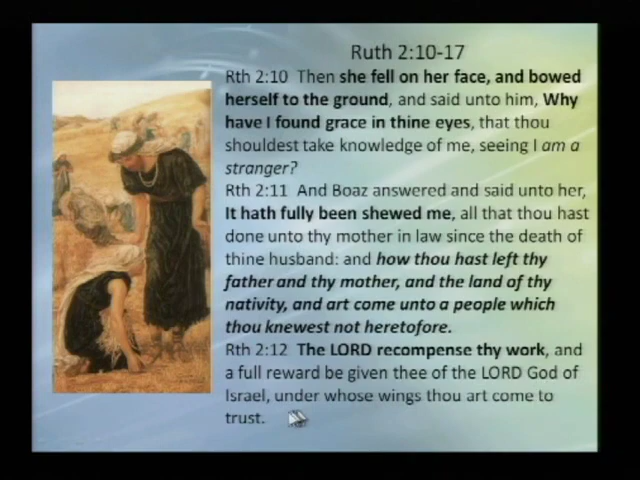 Ruth 2:10-17
Rth 2:10 Then she fell on her face, and bowed
herself to the ground, and said unto him, Why
have I found grace in thine eyes, that thou
shouldest take knowledge of me, seeing I am a
stranger?
Rth 2:11 And Boaz answered and said unto her,
It hath fully been shewed me, all that thou hast
done unto thy mother in law since the death of
thine husband: and how thou hast left thy
father and thy mother, and the land of thy
nativity, and art come unto a people which
thou knewest not heretofore.
Rth 2:12 The LORD recompense thy work, and
a full reward be given thee of the LORD God of
Israel, under whose wings thou art come to
trust.